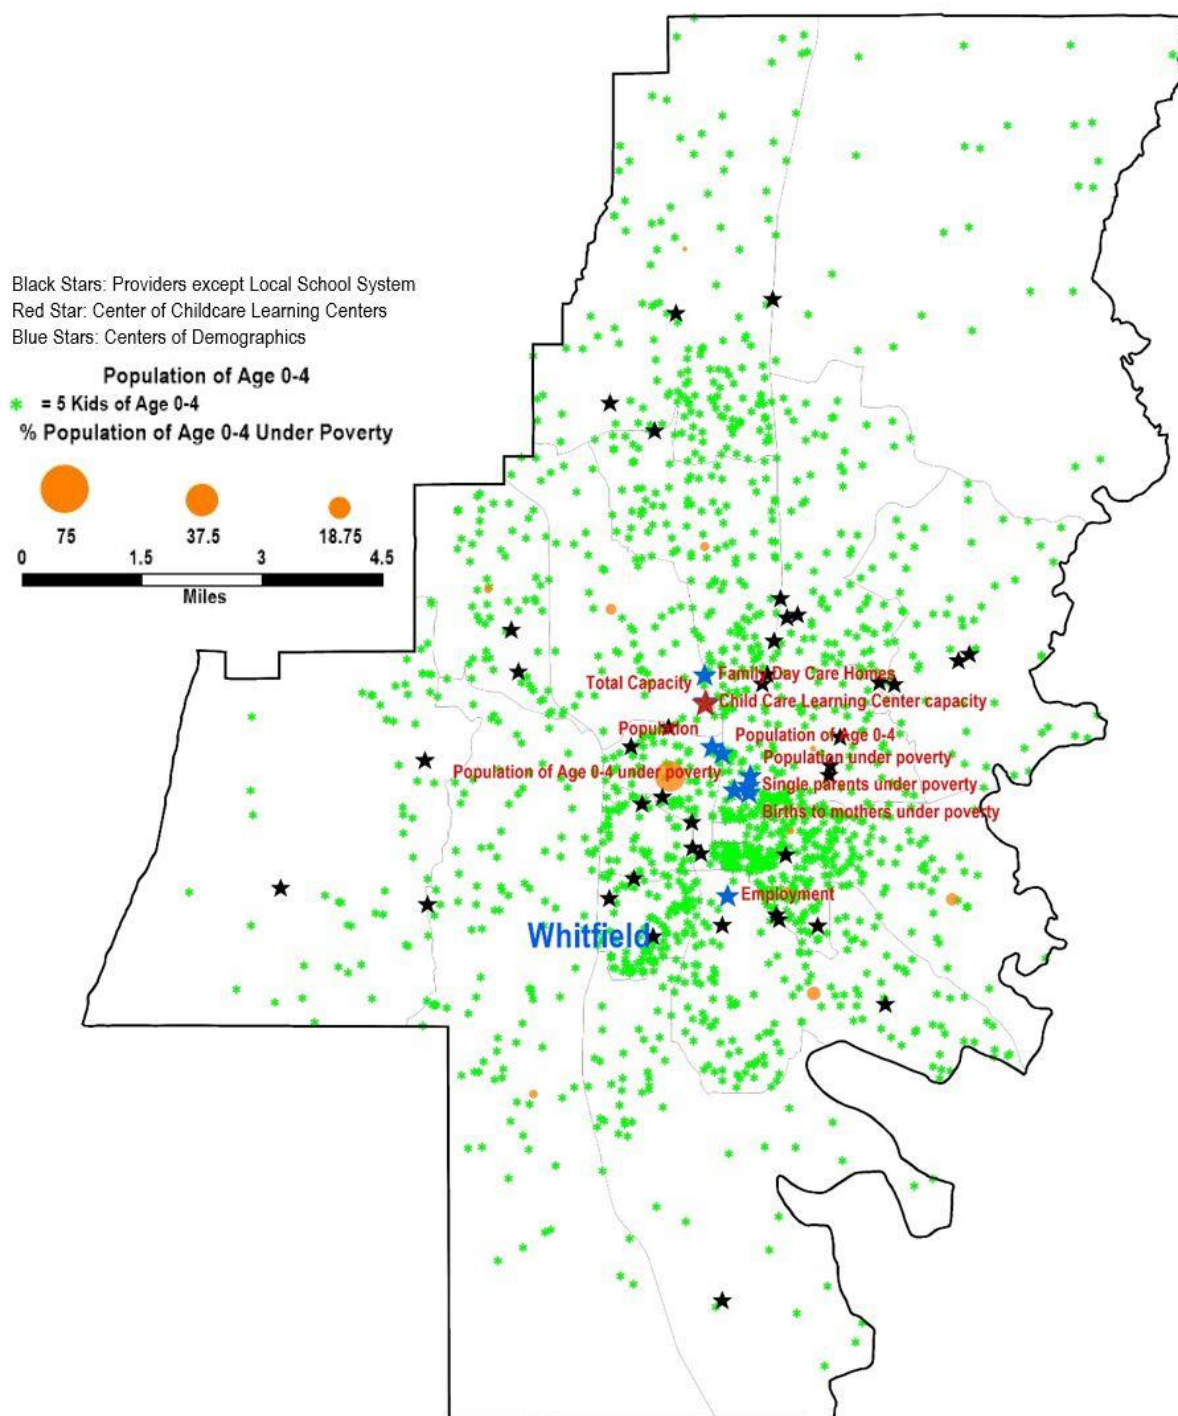 Black Stars: Providers except Local School System
Red Star: Center of Childcare Learning Centers
Blue Stars: Centers of Demographics
Population of Age 0-4
= 5 Kids of Age 0-4
% Population of Age 0-4 Under Poverty
75 37.5 18.75
0 1.5 3 4.5
Miles
Family Day Care Homes
Total Capacity
Child Care Learning Center capacity
Population
Population of Age 0-4
Population under poverty
Population of Age 0-4 under poverty
Single parents under poverty
Births to mothers under poverty
Employment
Whitfield